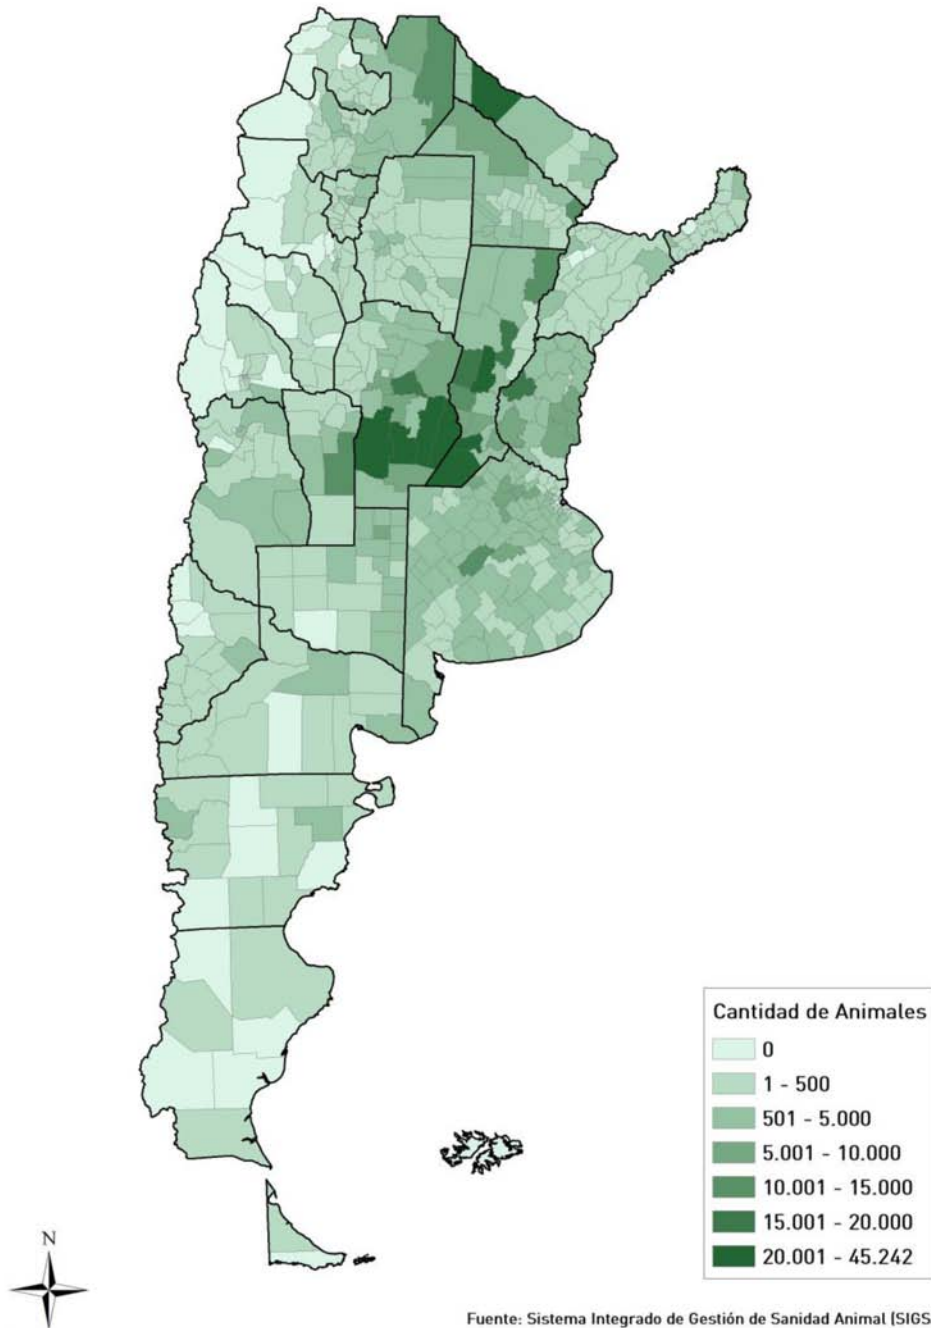 Cantidad de Animales
0
1 - 500
501 - 5.000
5.001 - 10.000
10.001 - 15.000
15.001 - 20.000
20.001 - 45.242
N
Fuente: Sistema Integrado de Gestión de Sanidad Animal (SIGS